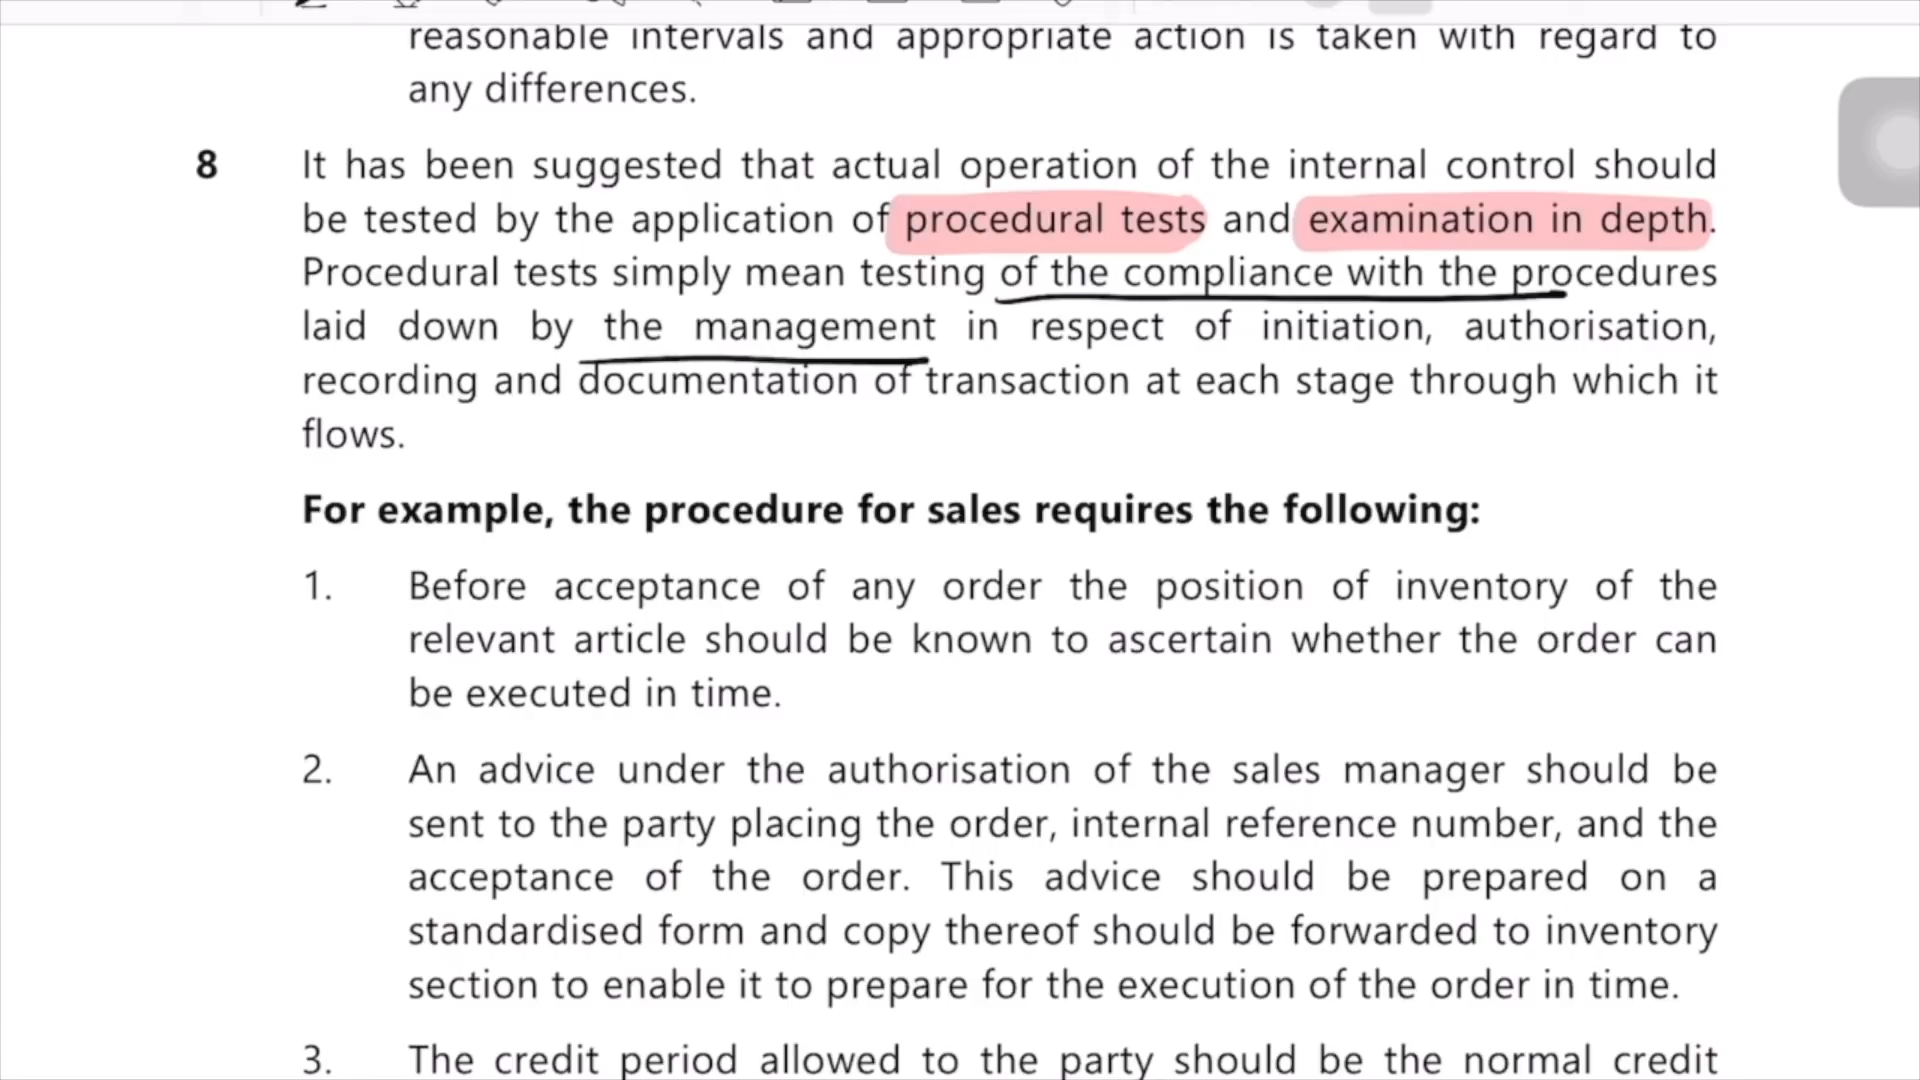 reasonable intervals and appropriate action is taken with regard to
any differences.
8 It has been suggested that actual operation of the internal control should
be tested by the application of procedural tests and examination in depth.
Procedural tests simply mean testing of the compliance with the procedures
laid down by the management in respect of initiation, authorisation,
recording and documentation of transaction at each stage through which it
flows.
For example, the procedure for sales requires the following:
1. Before acceptance of any order the position of inventory of the
relevant article should be known to ascertain whether the order can
be executed in time.
2. An advice under the authorisation of the sales manager should be
sent to the party placing the order, internal reference number, and the
acceptance of the order. This advice should be prepared on a
standardised form and copy thereof should be forwarded to inventory
section to enable it to prepare for the execution of the order in time.
3. The credit period allowed to the party should be the normal credit